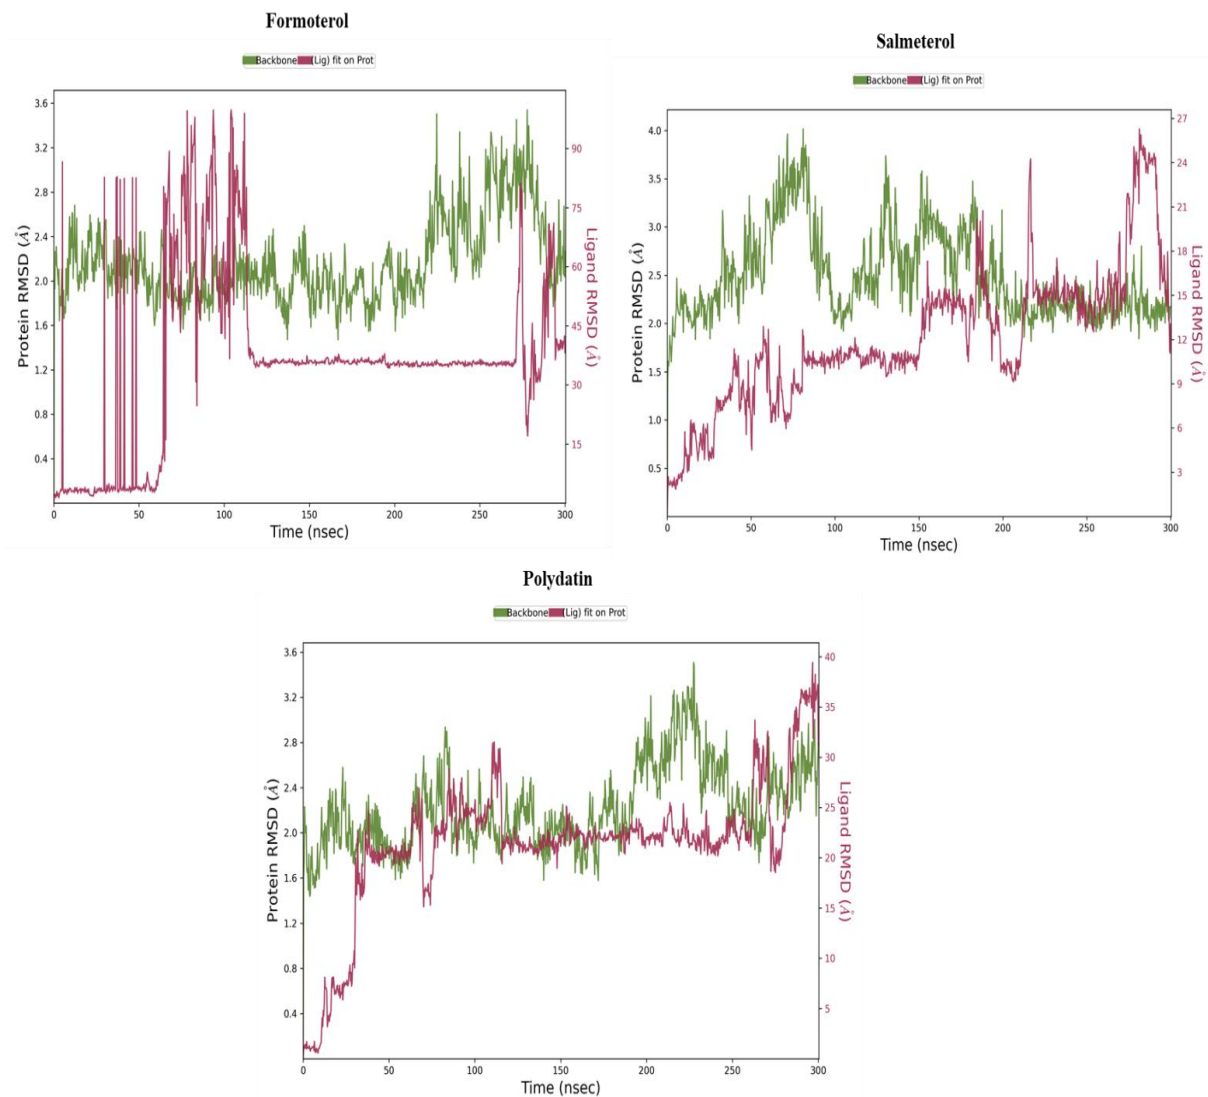 Formoterol
Backbone (Lig) fit on Prot
3.6
3.2
2.8
2.4
2.0
1.6
1.2
0.8
0.4
Protein RMSD (Å)
90
75
60
45
30
15
Ligand RMSD (Å)
0 50 100 150 200 250 300
Time (nsec)
Salmeterol
Backbone (Lig) fit on Prot
4.0
3.5
3.0
2.5
2.0
1.5
1.0
0.5
Protein RMSD (Å)
27
24
21
18
15
12
9
6
3
Ligand RMSD (Å)
0 50 100 150 200 250 300
Time (nsec)
Polydatin
Backbone (Lig) fit on Prot
3.6
3.2
2.8
2.4
2.0
1.6
1.2
0.8
0.4
Protein RMSD (Å)
40
35
30
25
20
15
10
5
Ligand RMSD (Å)
0 50 100 150 200 250 300
Time (nsec)